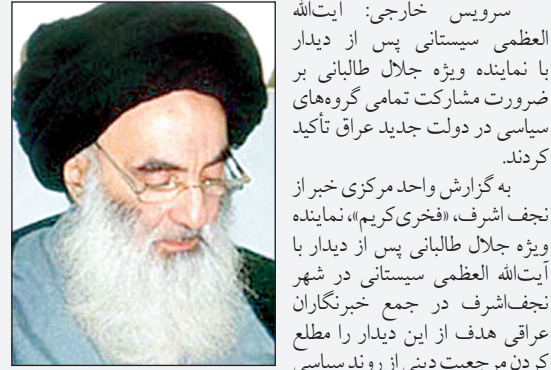 سرویس خارجی: آیت‌الله
العظمی سیستانی پس از دیدار
با نماینده ویژه جلال طالبانی بر
ضرورت مشارکت تمامی گروه‌های
سیاسی در دولت جدید عراق تأکید
کردند.
به گزارش واحد مرکزی خبر از
نجف اشرف، «فخری‌کریم»، نماینده
ویژه جلال طالبانی پس از دیدار با
آیت‌الله العظمی سیستانی در شهر
نجف‌اشرف در جمع خبرنگاران
عراقی هدف از این دیدار را مطلع
کردن مرجعیت دینی از روند سیاسی